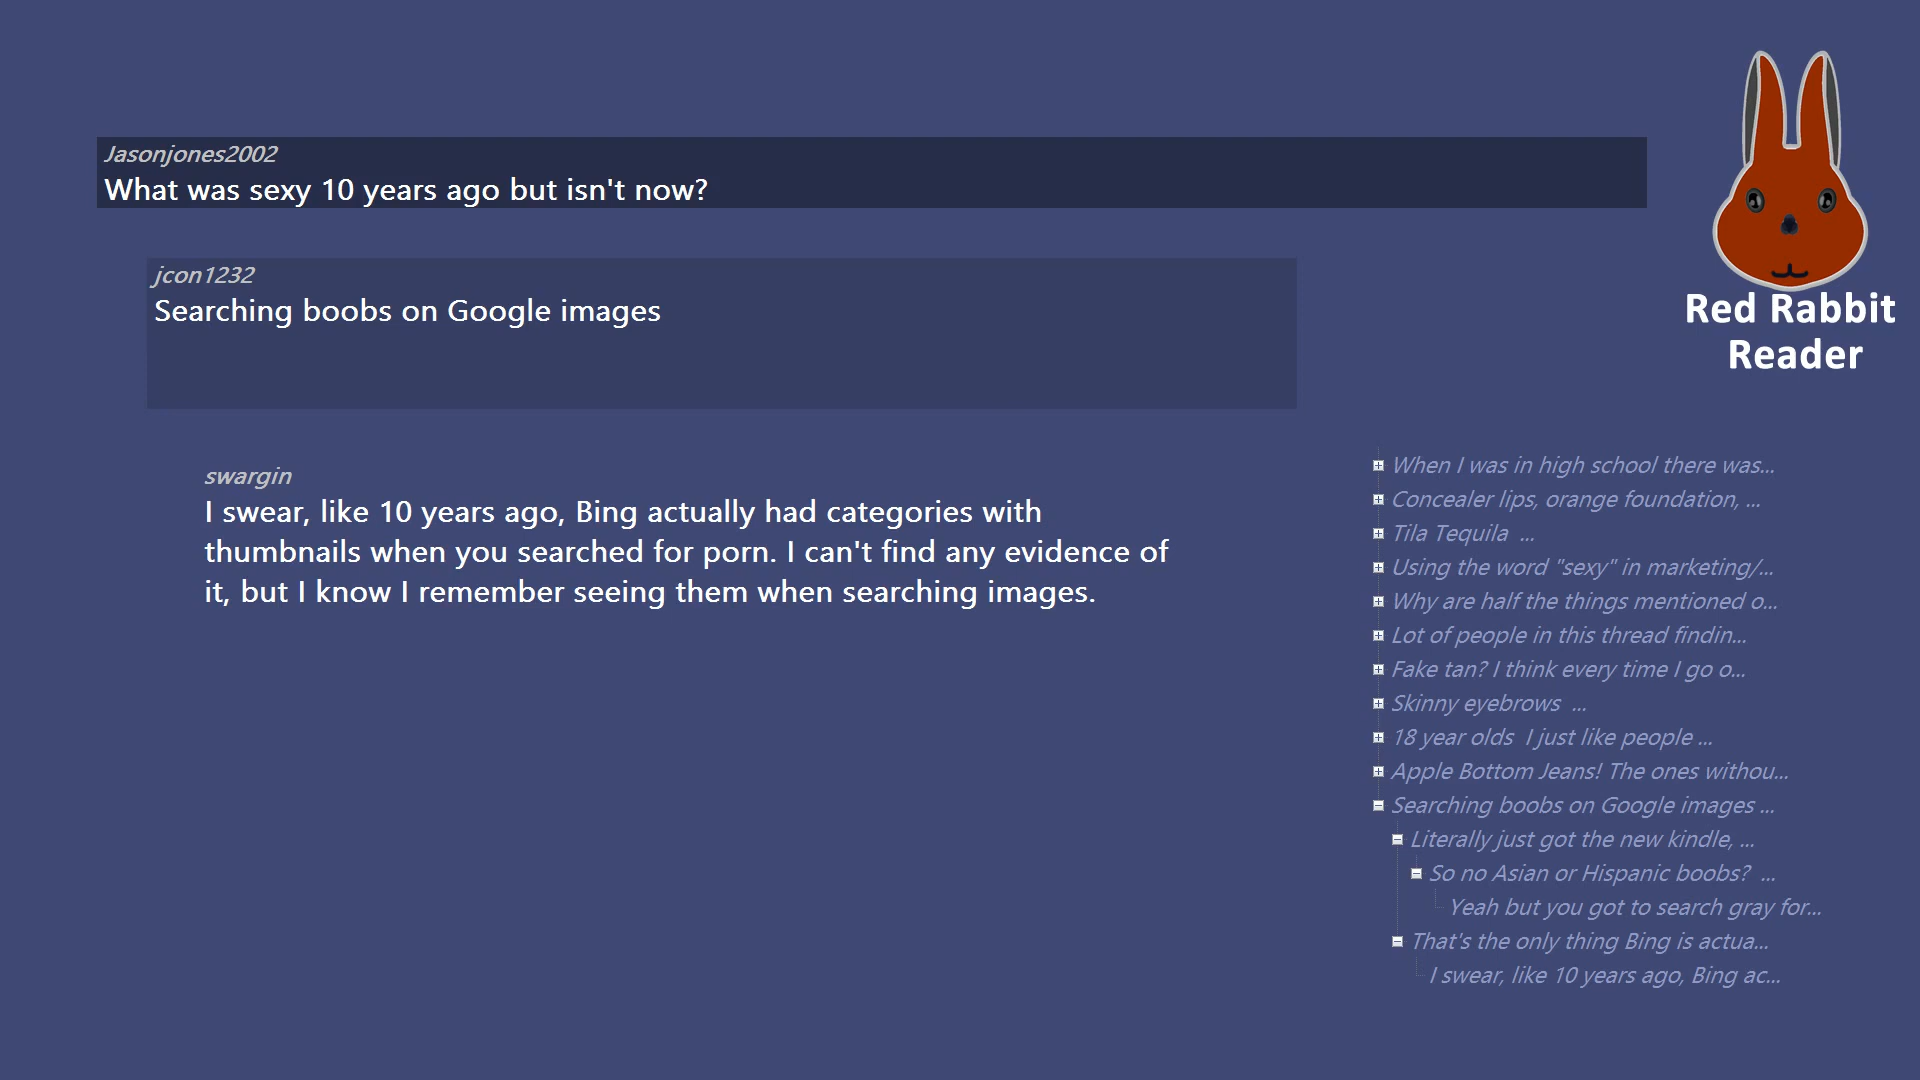 Jasonjones2002
What was sexy 10 years ago but isn't now?
jcon1232
Searching boobs on Google images
swargin
I swear, like 10 years ago, Bing actually had categories with
thumbnails when you searched for porn. I can't find any evidence of
it, but I know I remember seeing them when searching images.
Red Rabbit
Reader
When I was in high school there was...
Concealer lips, orange foundation, ...
Tila Tequila ...
Using the word "sexy" in marketing/...
Why are half the things mentioned o...
Lot of people in this thread findin...
Fake tan? I think every time I go o...
Skinny eyebrows ...
18 year olds I just like people ...
Apple Bottom Jeans! The ones withou...
Searching boobs on Google images ...
Literally just got the new kindle, ...
So no Asian or Hispanic boobs? ...
Yeah but you got to search gray for...
That's the only thing Bing is actua...
I swear, like 10 years ago, Bing ac...